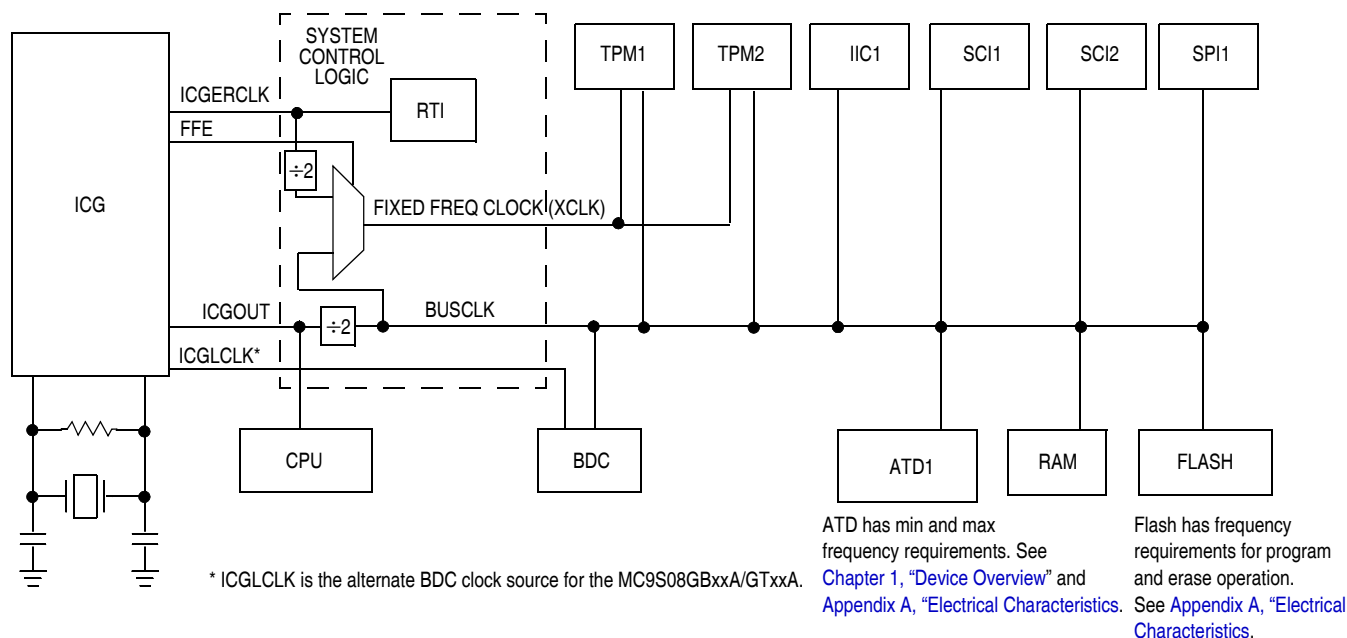 SYSTEM
CONTROL
LOGIC
TPM1
TPM2
IIC1
SCI1
SCI2
SPI1
ICGERCLK
RTI
FFE
÷2
ICG
FIXED FREQ CLOCK (XCLK)
ICGOUT
÷2
BUSCLK
ICGLCLK*
CPU
BDC
ATD1
RAM
FLASH
ATD has min and max
frequency requirements. See
Chapter 1, “Device Overview” and
Appendix A, “Electrical Characteristics.
Flash has frequency
requirements for program
and erase operation.
See Appendix A, “Electrical
Characteristics.
* ICGLCLK is the alternate BDC clock source for the MC9S08GBxxA/GTxxA.